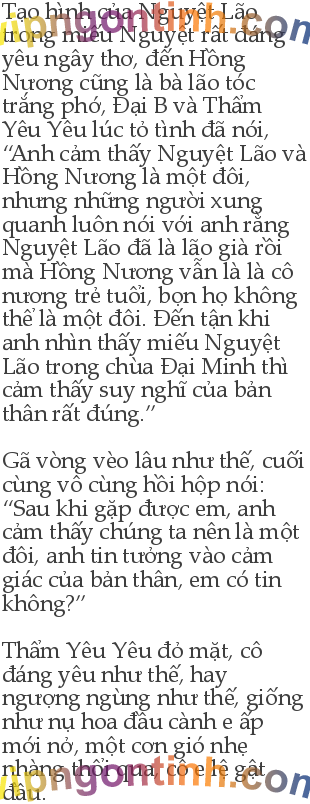 Tạo hình của Nguyệt Lão
trong miếu Nguyệt rất đáng
yêu ngây thơ, đến Hồng
Nương cũng là bà lão tóc
trắng phớ, Đại B và Thẩm
Yêu Yêu lúc tỏ tình đã nói,
“Anh cảm thấy Nguyệt Lão và
Hồng Nương là một đôi,
nhưng những người xung
quanh luôn nói với anh rằng
Nguyệt Lão đã là lão già rồi
mà Hồng Nương vẫn là là cô
nương trẻ tuổi, bọn họ không
thể là một đôi. Đến tận khi
anh nhìn thấy miếu Nguyệt
Lão trong chùa Đại Minh thì
cảm thấy suy nghĩ của bản
thân rất đúng.”
Gã vòng vèo lâu như thế, cuối
cùng vô cùng hồi hộp nói:
“Sau khi gặp được em, anh
cảm thấy chúng ta nên là một
đôi, anh tin tưởng vào cảm
giác của bản thân, em có tin
không?”
Thẩm Yêu Yêu đỏ mặt, cô
đáng yêu như thế, hay
ngượng ngùng như thế, giống
như nụ hoa đầu cành e ấp
mới nở, một cơn gió nhẹ
nhàng thổi qua, cô e lệ gật
đầu.